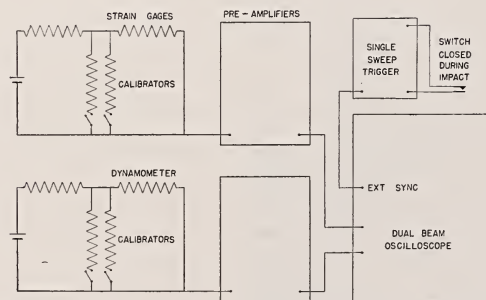 STRAIN GAGES
PRE-AMPLIFIERS
SINGLE
SWEEP
TRIGGER
SWITCH
CLOSED
DURING
IMPACT
CALIBRATORS
EXT SYNC
DYNAMOMETER
CALIBRATORS
DUAL BEAM
OSCILLOSCOPE